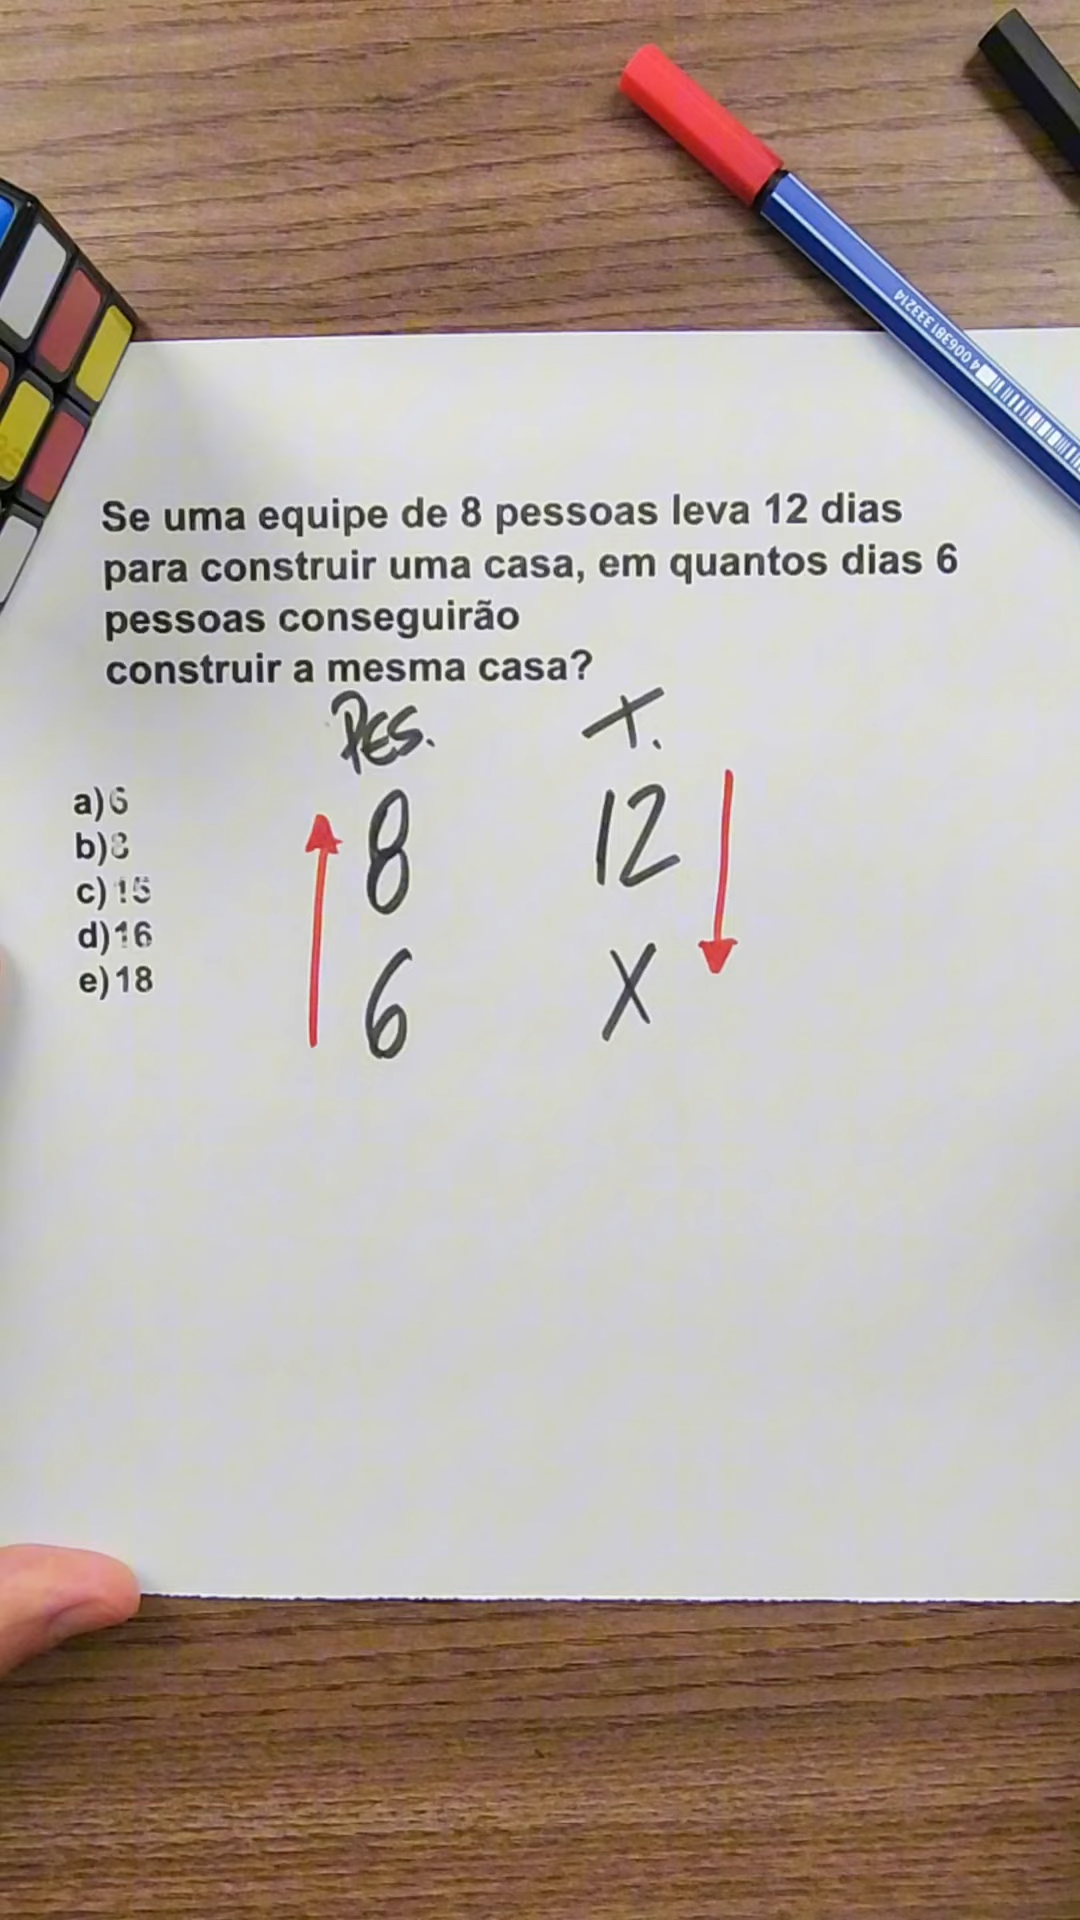 4 006381 333214
Se uma equipe de 8 pessoas leva 12 dias
para construir uma casa, em quantos dias 6
pessoas conseguirão
construir a mesma casa?
PES. T.
a) 6
b) 8
c) 15
d) 16
e) 18
8 12
6 X